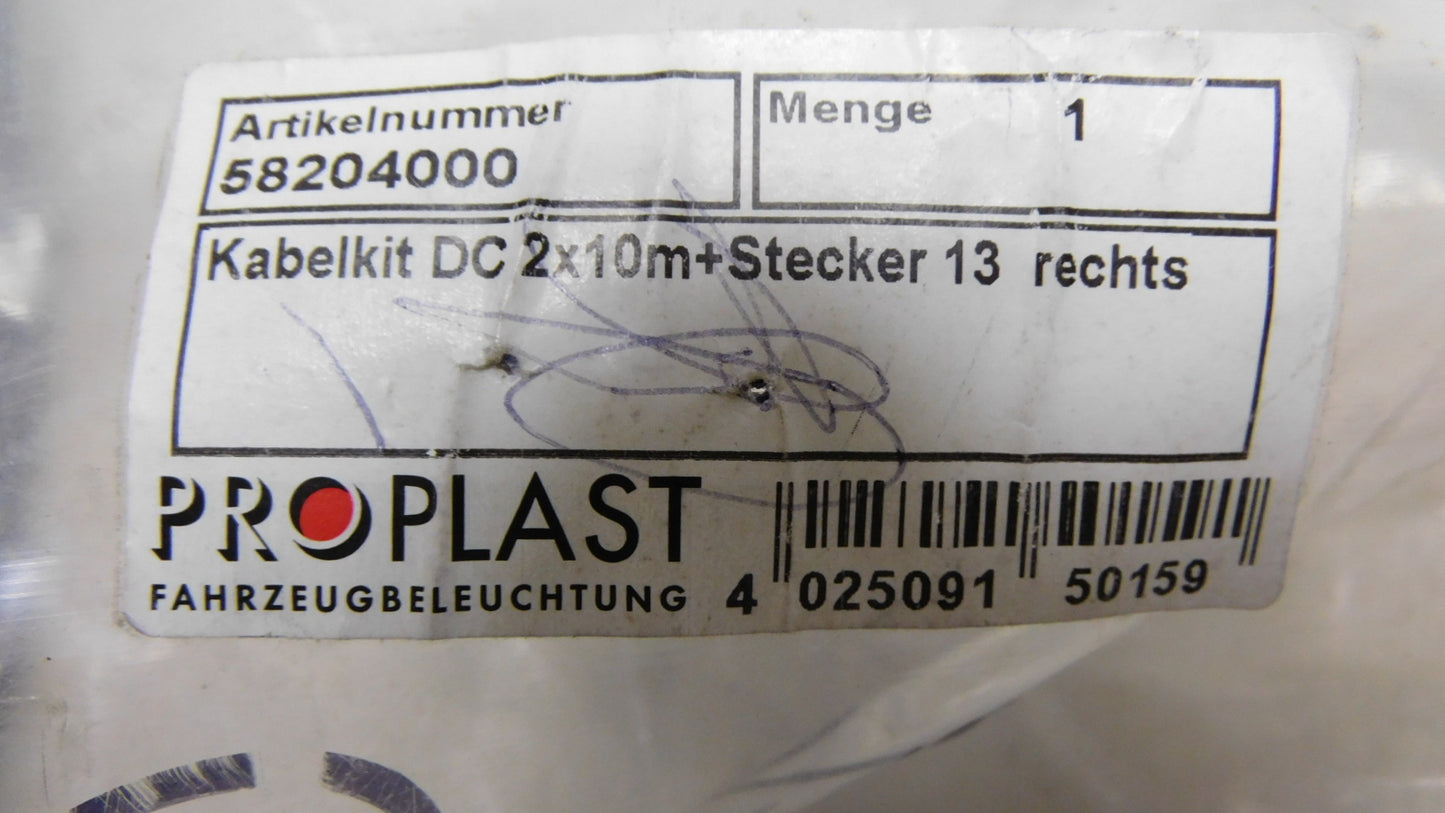 Artikelnummer
58204000
Menge 1
Kabelkit DC 2x10m+Stecker 13 rechts
PROPLAST
FAHRZEUGBELEUCHTUNG
4 025091 50159